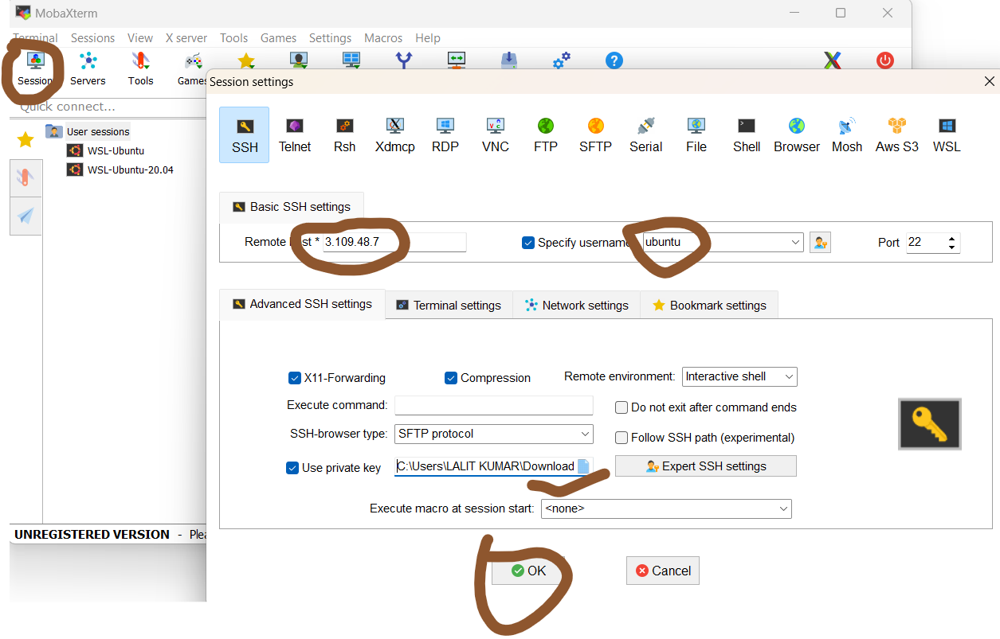 MobaXterm
Terminal Sessions View X server Tools Games Settings Macros Help
Session Servers Tools Games
Session settings
Quick connect...
User sessions
WSL-Ubuntu
WSL-Ubuntu-20.04
SSH Telnet Rsh Xdmcp RDP VNC FTP SFTP Serial File Shell Browser Mosh Aws S3 WSL
Basic SSH settings
Remote * 3.109.48.7 Specify username ubuntu Port 22
Advanced SSH settings Terminal settings Network settings Bookmark settings
X11-Forwarding Compression Remote environment: Interactive shell
Execute command: Do not exit after command ends
SSH-browser type: SFTP protocol Follow SSH path (experimental)
Use private key C:\Users\LALIT KUMAR\Download Expert SSH settings
Execute macro at session start: <none>
UNREGISTERED VERSION - Plea
OK Cancel